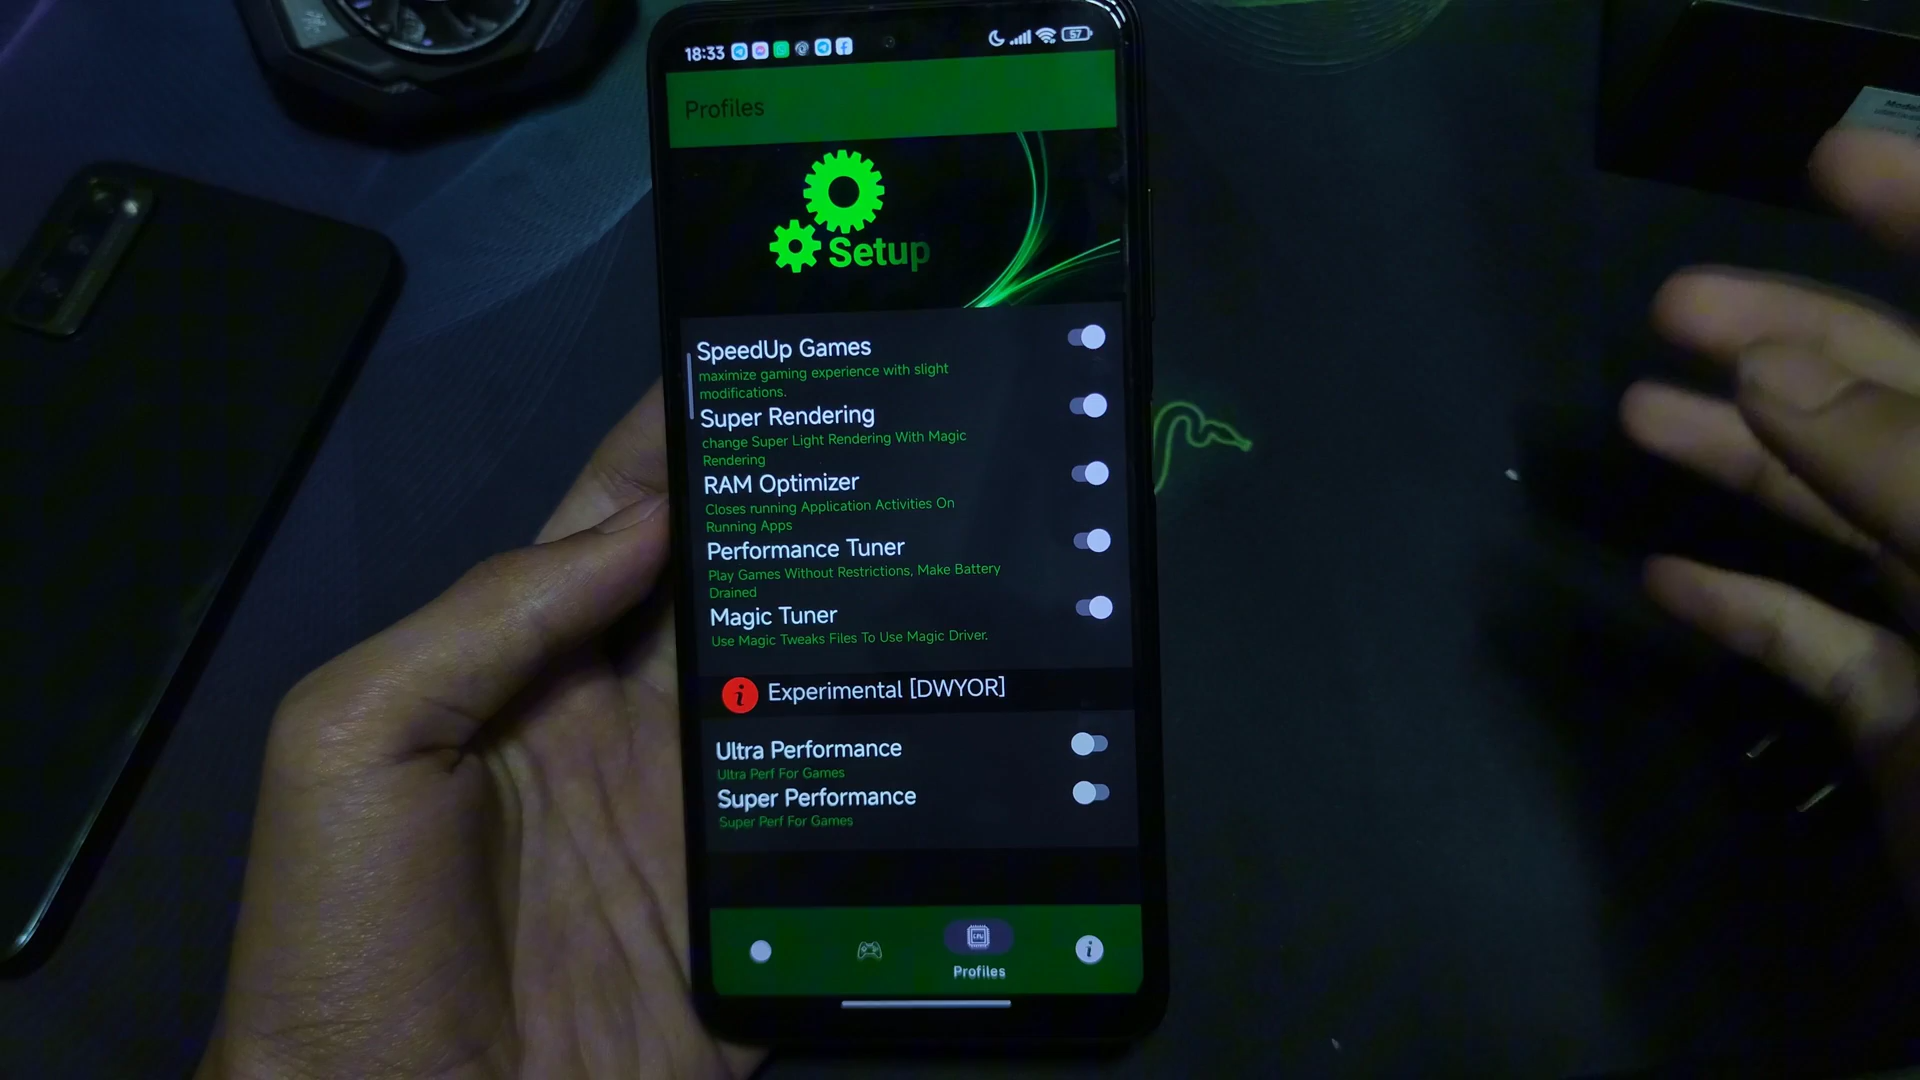 18:33
57
Profiles
Setup
SpeedUp Games
maximize gaming experience with slight
modifications.
Super Rendering
change Super Light Rendering With Magic
Rendering
RAM Optimizer
Closes running Application Activities On
Running Apps
Performance Tuner
Play Games Without Restrictions, Make Battery
Drained
Magic Tuner
Use Magic Tweaks Files To Use Magic Driver.
Experimental [DWYOR]
Ultra Performance
Ultra Perf For Games
Super Performance
Super Perf For Games
CPU
Profiles